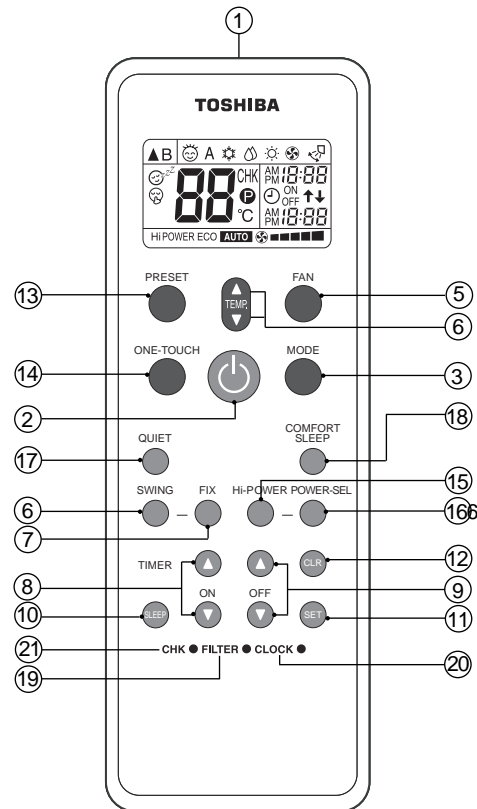 1
TOSHIBA
A B A
Z Z Z
88 CHK AM 18:88
PM
P ON
OFF
°C AM 18:88
PM
Hi POWER ECO AUTO
PRESET FAN
13 TEMP. 5
6
ONE-TOUCH MODE
14 3
2 COMFORT
SLEEP 18
QUIET
17
SWING FIX Hi-POWER POWER-SEL 15
6 – – 166
7
TIMER CLR 12
8 9
ON OFF
10 SLEEP SET 11
21 CHK FILTER CLOCK 20
19